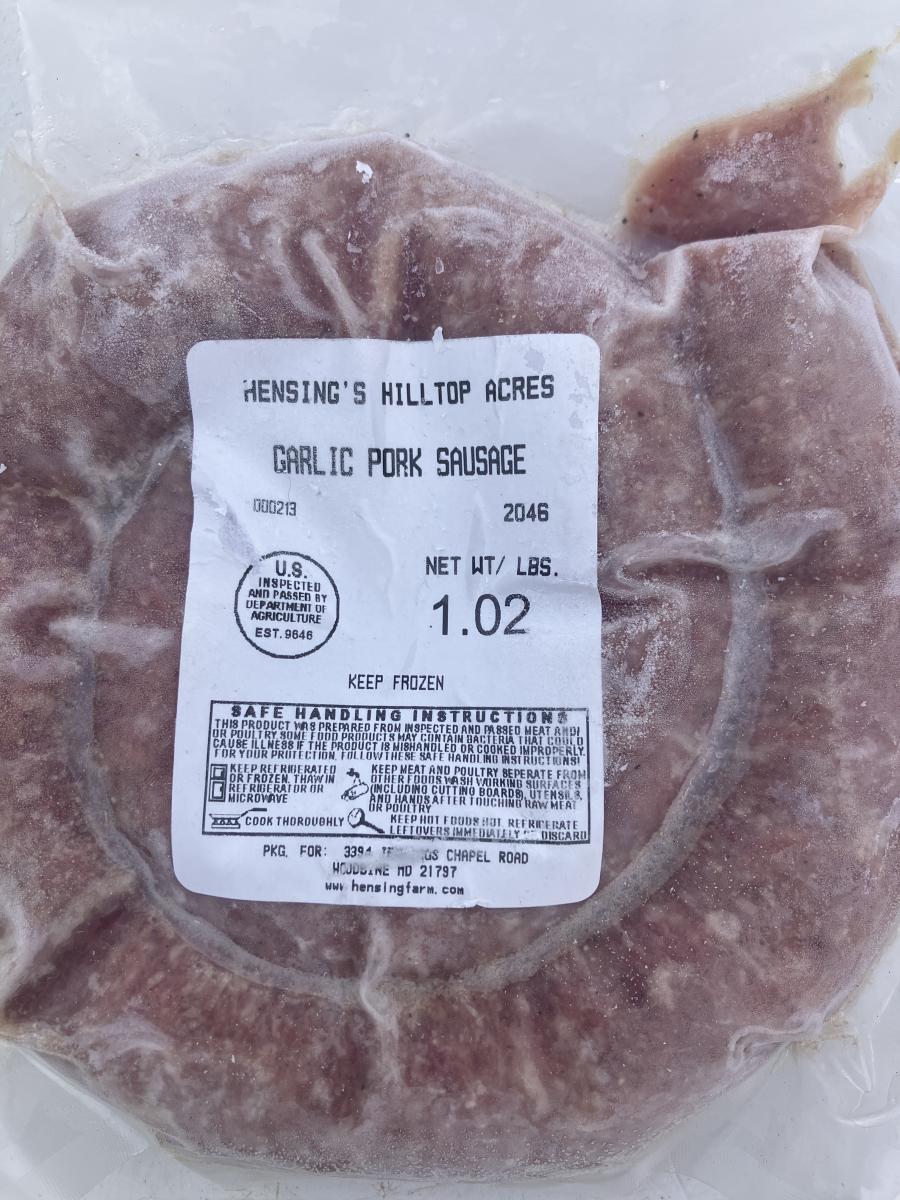 HENSING'S HILLTOP ACRES
GARLIC PORK SAUSAGE
000213 2046
U.S.
INSPECTED
AND PASSED BY
DEPARTMENT OF
AGRICULTURE
EST. 9646
NET WT/ LBS.
1.02
KEEP FROZEN
SAFE HANDLING INSTRUCTIONS
THIS PRODUCT WAS PREPARED FROM INSPECTED AND PASSED MEAT AND/
OR POULTRY SOME FOOD PRODUCTS MAY CONTAIN BACTERIA THAT COULD
CAUSE ILLNESS IF THE PRODUCT IS MISHANDLED OR COOKED IMPROPERLY.
FOR YOUR PROTECTION, FOLLOW THESE SAFE HANDLING INSTRUCTIONS!
KEEP REFRIGERATED
OR FROZEN. THAW IN
REFRIGERATOR OR
MICROWAVE
KEEP MEAT AND POULTRY SEPERATE FROM
OTHER FOODS WASH WORKING SURFACES
(INCLUDING CUTTING BOARDS), UTENSILS,
AND HANDS AFTER TOUCHING RAW MEAT
OR POULTRY
COOK THOROUGHLY
KEEP HOT FOODS HOT. REFRIGERATE
LEFTOVERS IMMEDIATELY OR DISCARD
PKG. FOR: 3394 CHAPEL ROAD
WOODBINE MD 21797
www.hensingfarm.com